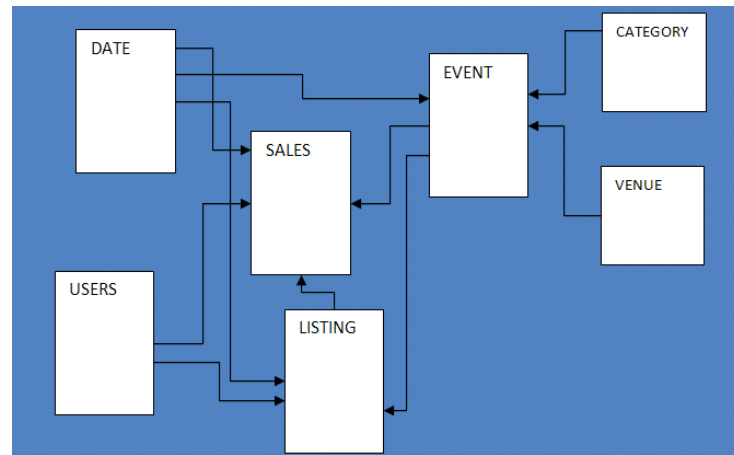 DATE
CATEGORY
EVENT
SALES
VENUE
USERS
LISTING